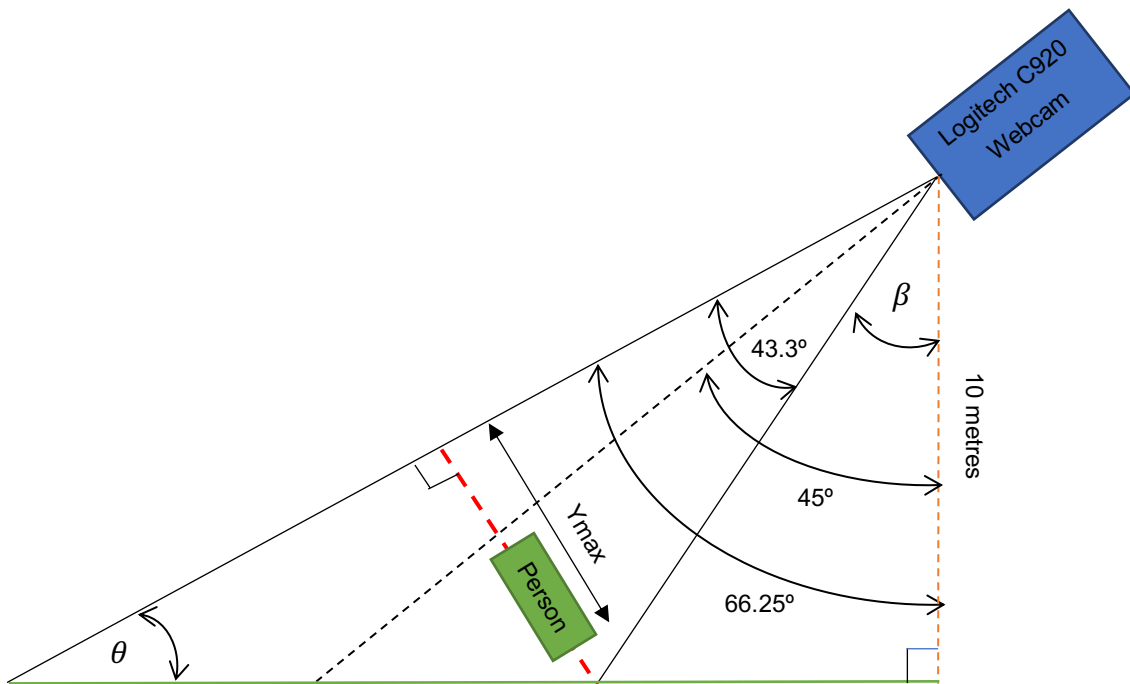 Logitech C920
Webcam
β
43.3º
10 metres
45º
Ymax
Person
66.25º
θ